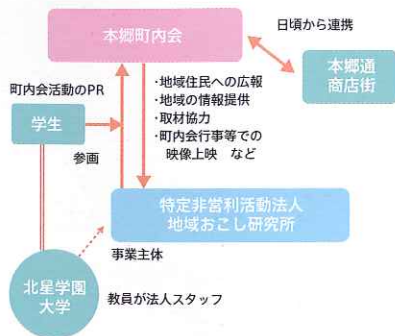 本郷町内会
日頃から連携
本郷通
商店街
・地域住民への広報
・地域の情報提供
・取材協力
・町内会行事等での
映像上映 など
町内会活動のPR
学生
参画
特定非営利活動法人
地域おこし研究所
事業主体
北星学園
大学
教員が法人スタッフ